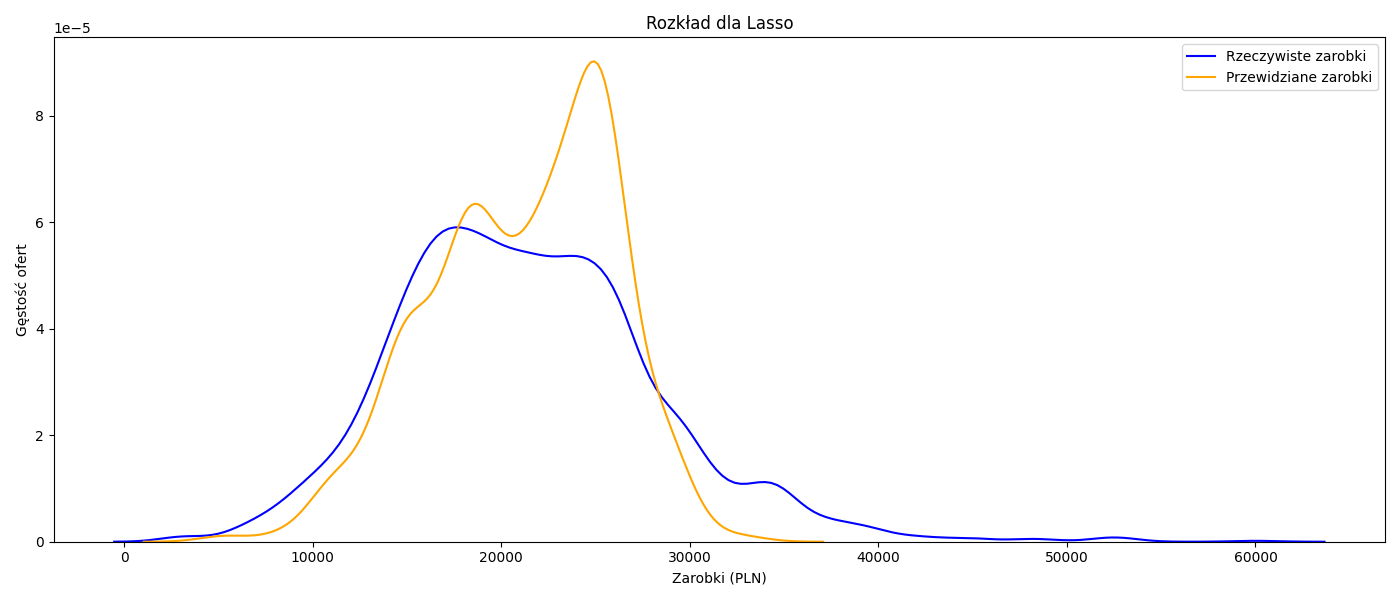 Rozkład dla Lasso
1e−5
Rzeczywiste zarobki
Przewidziane zarobki
8
6
4
2
0
Gęstość ofert
0 10000 20000 30000 40000 50000 60000
Zarobki (PLN)